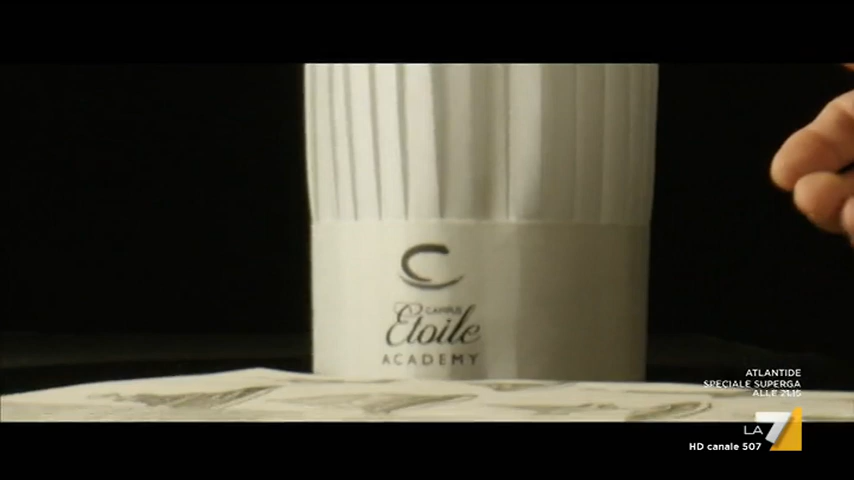 CAMPUS
Etoile
ACADEMY
ATLANTIDE
SPECIALE SUPERGA
ALLE 21.15
LA7
HD canale 507